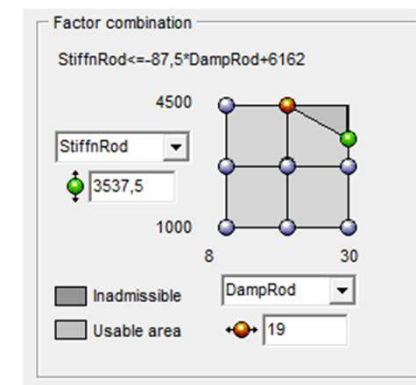 Factor combination
StiffnRod<=-87,5*DampRod+6162
4500
StiffnRod
3537,5
1000
8 30
Inadmissible
DampRod
Usable area
19